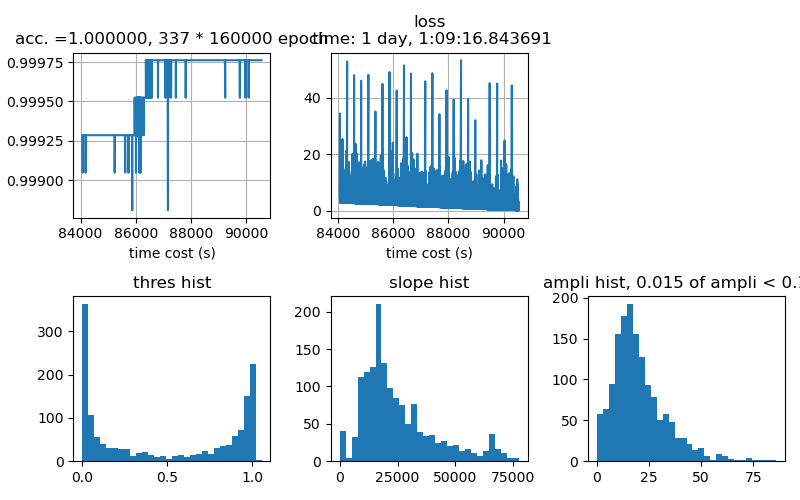 loss
acc. =1.000000, 337 * 160000 epoch
time: 1 day, 1:09:16.843691
0.99975
0.99950
0.99925
0.99900
84000 86000 88000 90000
time cost (s)
40
20
0
84000 86000 88000 90000
time cost (s)
thres hist
300
200
100
0
0.0 0.5 1.0
slope hist
200
150
100
50
0
0 25000 50000 75000
ampli hist, 0.015 of ampli < 0.
200
150
100
50
0
0 25 50 75